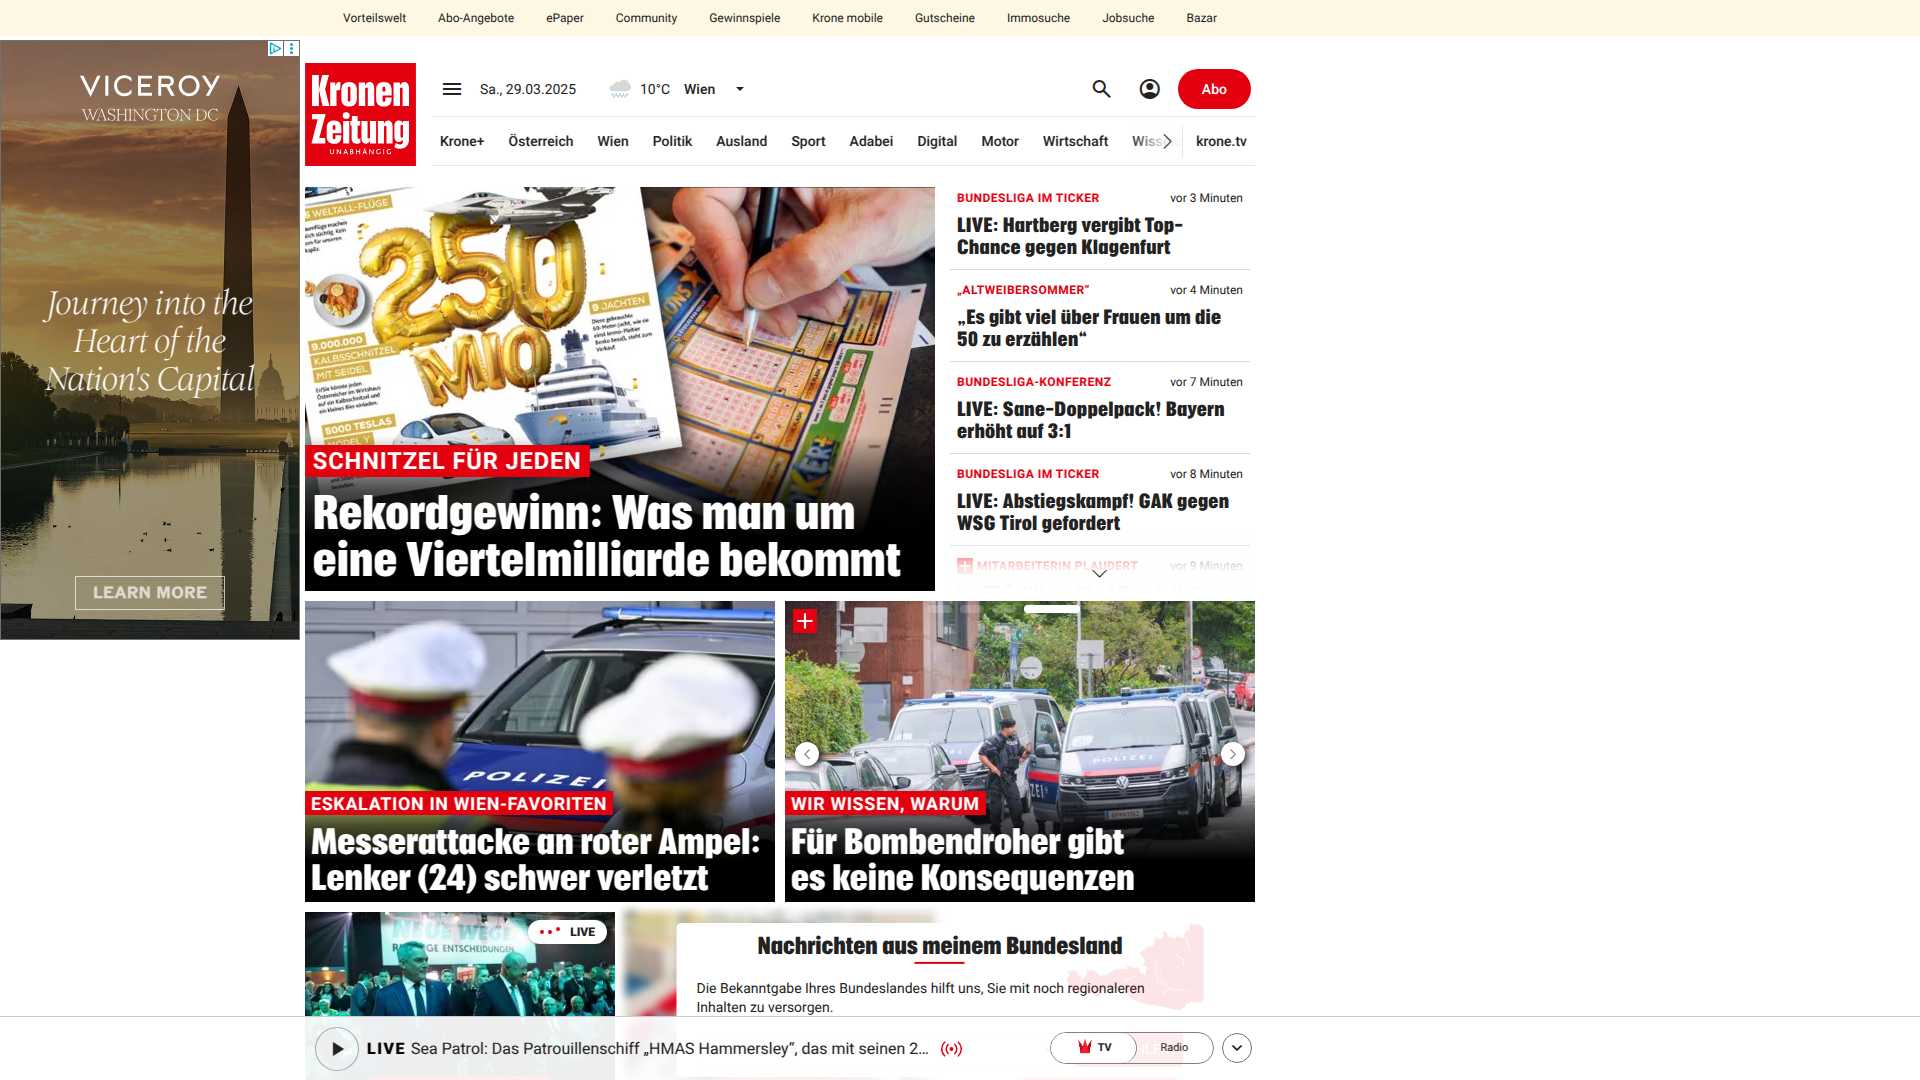 Vorteilswelt Abo-Angebote ePaper Community Gewinnspiele Krone mobile Gutscheine Immosuche Jobsuche Bazar
VICEROY
WASHINGTON DC
Journey into the
Heart of the
Nation's Capital
LEARN MORE
Kronen
Zeitung
UNABHÄNGIG
Sa., 29.03.2025 10°C Wien
Abo
Krone+ Österreich Wien Politik Ausland Sport Adabei Digital Motor Wirtschaft krone.tv
WELTALL-FLÜGE
250
MIO
9.000.000
KALBSSCHNITZEL
MIT SEIDEL
9 JACHTEN
5000 TESLAS
MODEL Y
SCHNITZEL FÜR JEDEN
Rekordgewinn: Was man um
eine Viertelmilliarde bekommt
BUNDESLIGA IM TICKER vor 3 Minuten
LIVE: Hartberg vergibt Top-
Chance gegen Klagenfurt
„ALTWEIBERSOMMER“ vor 4 Minuten
„Es gibt viel über Frauen um die
50 zu erzählen“
BUNDESLIGA-KONFERENZ vor 7 Minuten
LIVE: Sane-Doppelpack! Bayern
erhöht auf 3:1
BUNDESLIGA IM TICKER vor 8 Minuten
LIVE: Abstiegskampf! GAK gegen
WSG Tirol gefordert
MITARBEITERIN PLAUDERT vor 9 Minuten
POLIZEI
ESKALATION IN WIEN-FAVORITEN
Messerattacke an roter Ampel:
Lenker (24) schwer verletzt
POLIZEI
WIR WISSEN, WARUM
Für Bombendroher gibt
es keine Konsequenzen
NEUE WEGE
ENTSCHEIDUNGEN
LIVE
Nachrichten aus meinem Bundesland
Die Bekanntgabe Ihres Bundeslandes hilft uns, Sie mit noch regionaleren
Inhalten zu versorgen.
LIVE Sea Patrol: Das Patrouillenschiff „HMAS Hammersley“, das mit seinen 2...
TV Radio